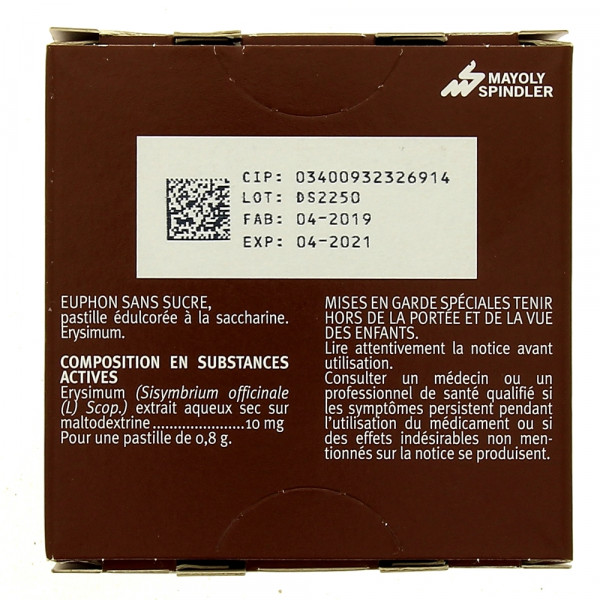 MAYOLY
SPINDLER
CIP: 03400932326914
LOT: DS2250
FAB: 04-2019
EXP: 04-2021
EUPHON SANS SUCRE,
pastille édulcorée à la saccharine.
Erysimum.
COMPOSITION EN SUBSTANCES
ACTIVES
Erysimum (Sisymbrium officinale
(L) Scop.) extrait aqueux sec sur
maltodextrine......................10 mg
Pour une pastille de 0,8 g.
MISES EN GARDE SPÉCIALES TENIR
HORS DE LA PORTÉE ET DE LA VUE
DES ENFANTS.
Lire attentivement la notice avant
utilisation.
Consulter un médecin ou un
professionnel de santé qualifié si
les symptômes persistent pendant
l'utilisation du médicament ou si
des effets indésirables non men-
tionnés sur la notice se produisent.